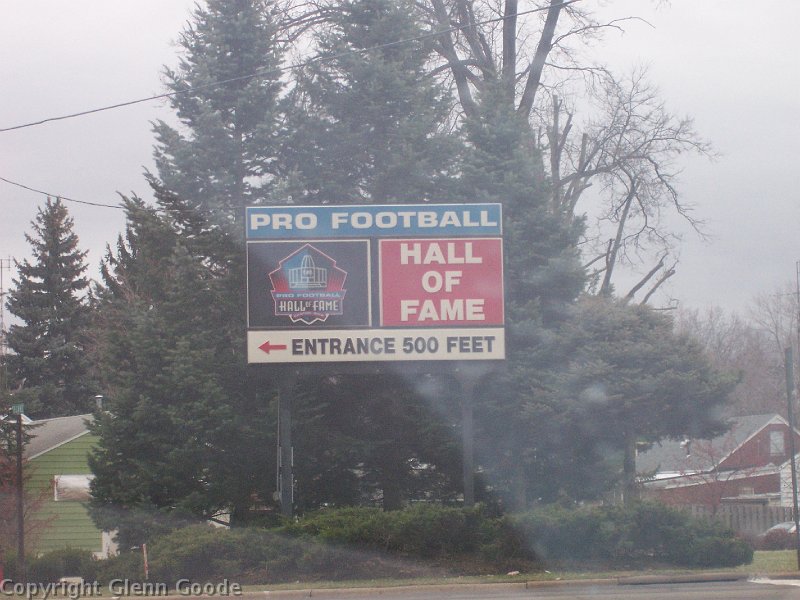 PRO FOOTBALL
PRO FOOTBALL
HALL OF FAME
HALL
OF
FAME
ENTRANCE 500 FEET
Copyright Glenn Goode